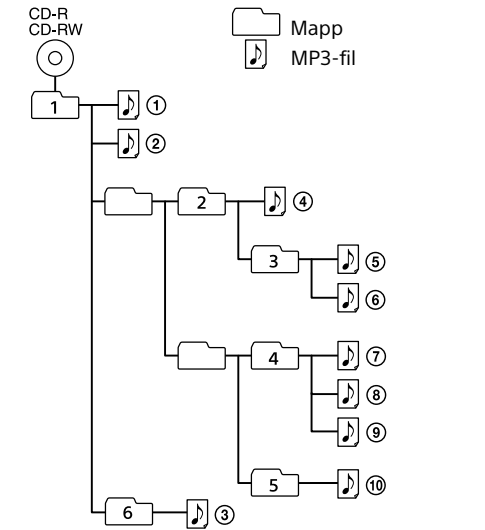 CD-R
CD-RW
Mapp
MP3-fil
1 ①
②
2 ④
3 ⑤
⑥
4 ⑦
⑧
⑨
5 ⑩
6 ③